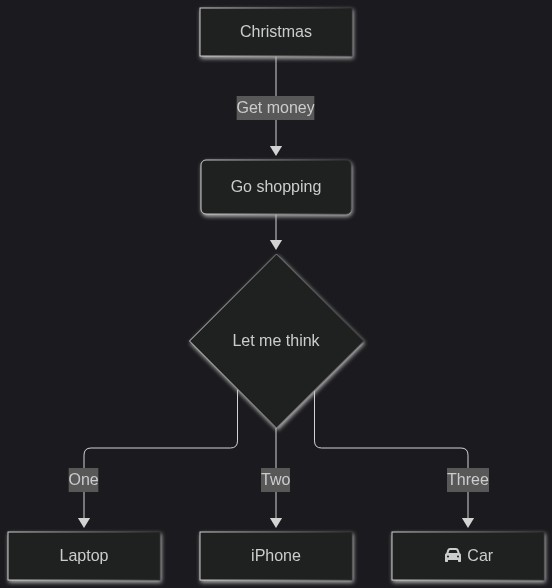 Christmas
Get money
Go shopping
Let me think
One
Two
Three
Laptop
iPhone
Car